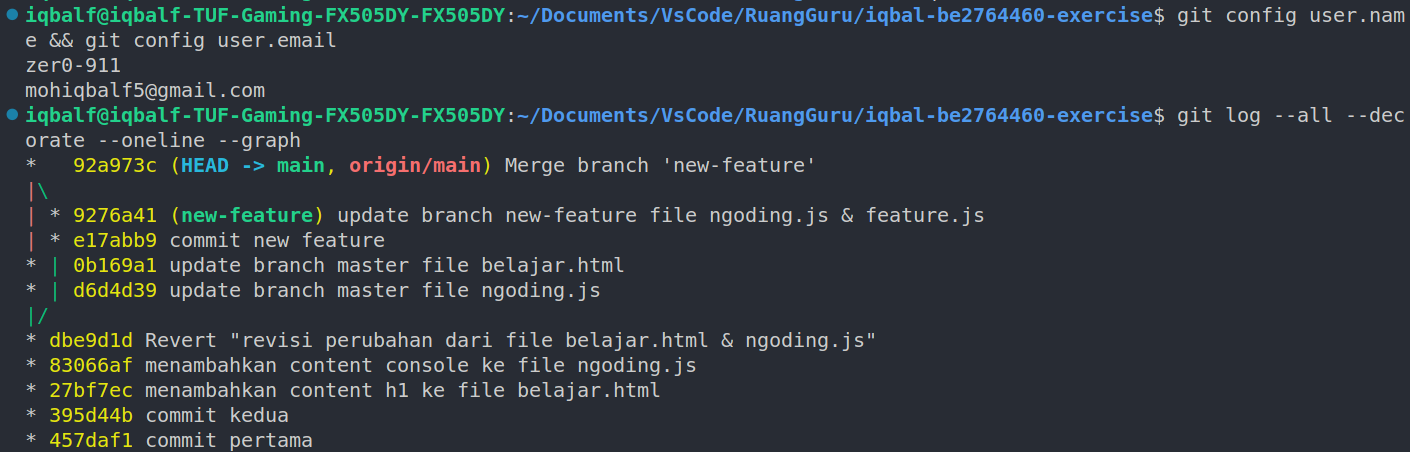 iqbalf@iqbalf-TUF-Gaming-FX505DY-FX505DY:~/Documents/VsCode/RuangGuru/iqbal-be2764460-exercise$ git config user.nam
e && git config user.email
zer0-911
mohiqbalf5@gmail.com
iqbalf@iqbalf-TUF-Gaming-FX505DY-FX505DY:~/Documents/VsCode/RuangGuru/iqbal-be2764460-exercise$ git log --all --dec
orate --oneline --graph
*   92a973c (HEAD -> main, origin/main) Merge branch 'new-feature'
|\
| * 9276a41 (new-feature) update branch new-feature file ngoding.js & feature.js
| * e17abb9 commit new feature
* | 0b169a1 update branch master file belajar.html
* | d6d4d39 update branch master file ngoding.js
|/
* dbe9d1d Revert "revisi perubahan dari file belajar.html & ngoding.js"
* 83066af menambahkan content console ke file ngoding.js
* 27bf7ec menambahkan content h1 ke file belajar.html
* 395d44b commit kedua
* 457daf1 commit pertama